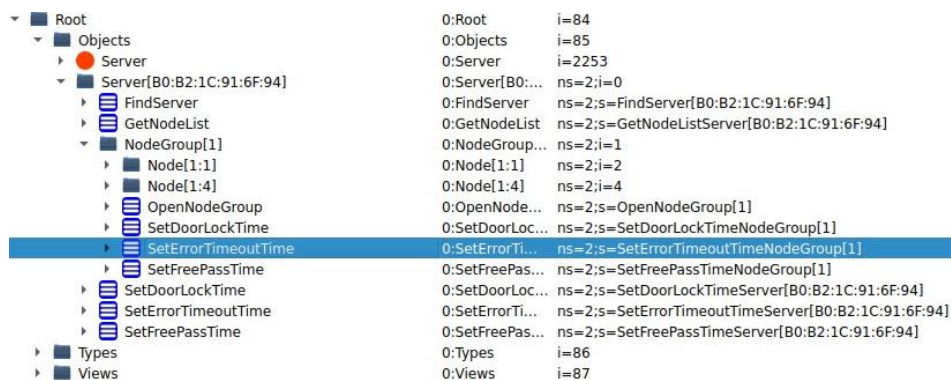 Root 0:Root i=84
Objects 0:Objects i=85
Server 0:Server i=2253
Server[B0:B2:1C:91:6F:94] 0:Server[B0:... ns=2;i=0
FindServer 0:FindServer ns=2;s=FindServer[B0:B2:1C:91:6F:94]
GetNodeList 0:GetNodeList ns=2;s=GetNodeListServer[B0:B2:1C:91:6F:94]
NodeGroup[1] 0:NodeGroup... ns=2;i=1
Node[1:1] 0:Node[1:1] ns=2;i=2
Node[1:4] 0:Node[1:4] ns=2;i=4
OpenNodeGroup 0:OpenNode... ns=2;s=OpenNodeGroup[1]
SetDoorLockTime 0:SetDoorLoc... ns=2;s=SetDoorLockTimeNodeGroup[1]
SetErrorTimeoutTime 0:SetErrorTi... ns=2;s=SetErrorTimeoutTimeNodeGroup[1]
SetFreePassTime 0:SetFreePas... ns=2;s=SetFreePassTimeNodeGroup[1]
SetDoorLockTime 0:SetDoorLoc... ns=2;s=SetDoorLockTimeServer[B0:B2:1C:91:6F:94]
SetErrorTimeoutTime 0:SetErrorTi... ns=2;s=SetErrorTimeoutTimeServer[B0:B2:1C:91:6F:94]
SetFreePassTime 0:SetFreePas... ns=2;s=SetFreePassTimeServer[B0:B2:1C:91:6F:94]
Types 0:Types i=86
Views 0:Views i=87